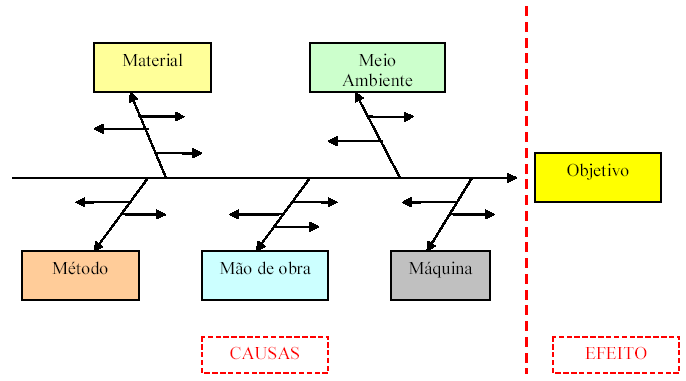 Material
Meio
Ambiente
Objetivo
Método
Mão de obra
Máquina
CAUSAS
EFEITO